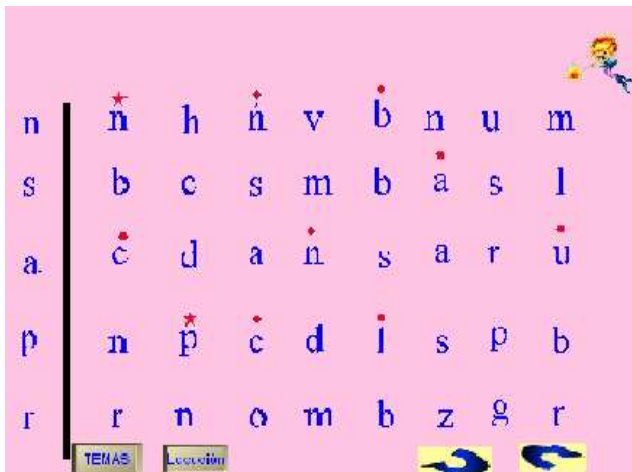 n n h n v b n u m
s b c s m b a s l
a d a n s a r u
p n p c d l s p b
r r n o m b z g r
TEMAS Lección